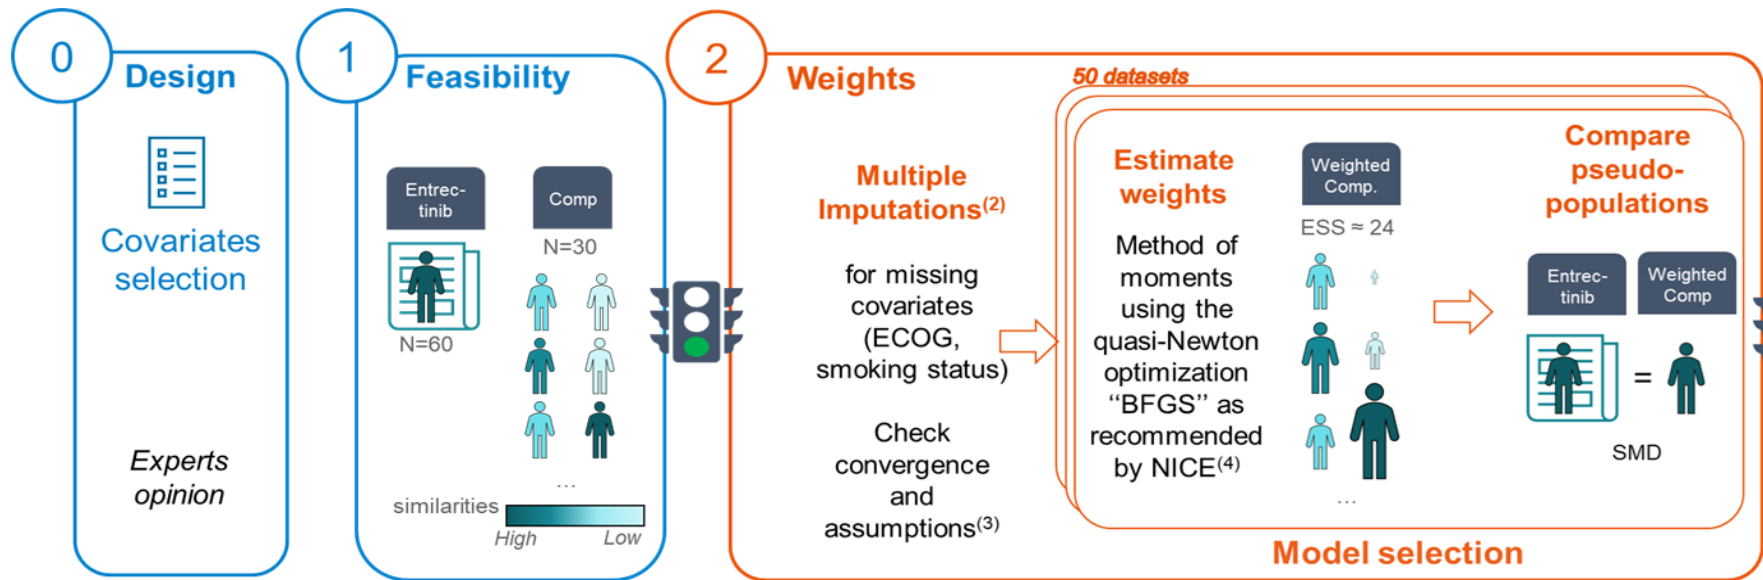 0
Design
Covariates
selection
Experts
opinion
1
Feasibility
Entrec-
tinib
N=60
Comp
N=30
...
similarities
High
Low
2
Weights
Multiple
Imputations(2)
for missing
covariates
(ECOG,
smoking status)
Check
convergence
and
assumptions(3)
50 datasets
Estimate
weights
Method of
moments
using the
quasi-Newton
optimization
“BFGS” as
recommended
by NICE(4)
Weighted
Comp.
ESS ≈ 24
...
Compare
pseudo-
populations
Entrec-
tinib
Weighted
Comp
=
SMD
Model selection